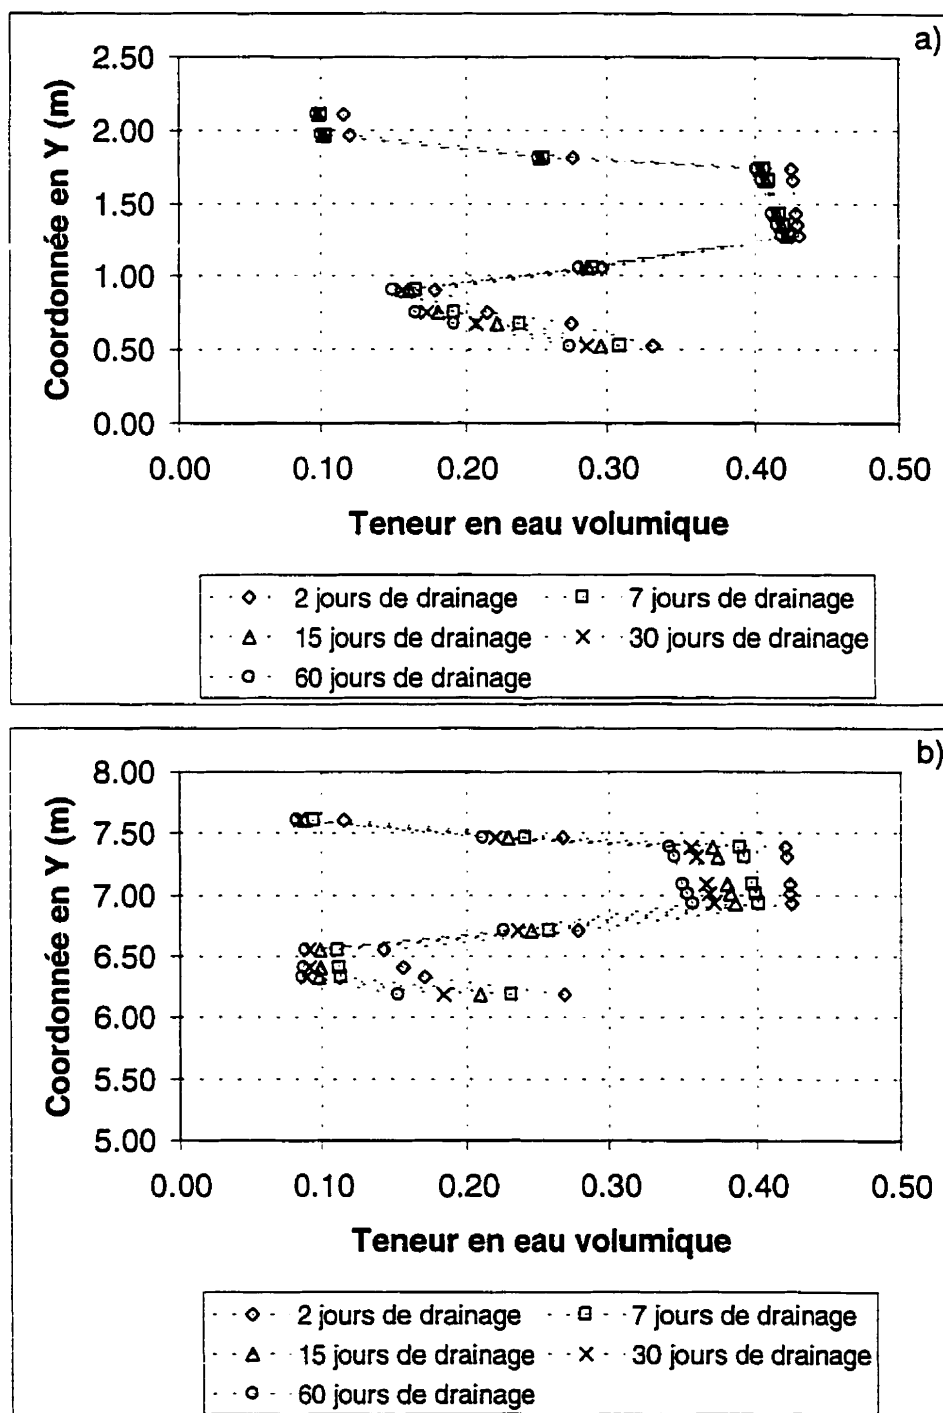 a)
Coordonnée en Y (m)
2.50
2.00
1.50
1.00
0.50
0.00
0.00 0.10 0.20 0.30 0.40 0.50
Teneur en eau volumique
2 jours de drainage 7 jours de drainage
15 jours de drainage 30 jours de drainage
60 jours de drainage
b)
Coordonnée en Y (m)
8.00
7.50
7.00
6.50
6.00
5.50
5.00
0.00 0.10 0.20 0.30 0.40 0.50
Teneur en eau volumique
2 jours de drainage 7 jours de drainage
15 jours de drainage 30 jours de drainage
60 jours de drainage